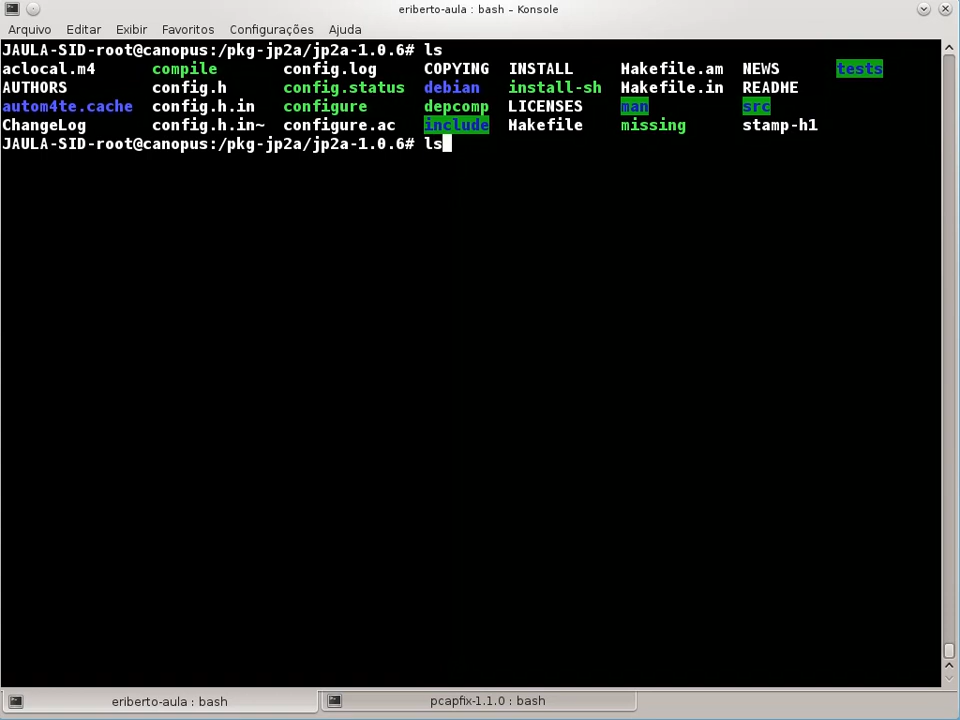 eriberto-aula : bash – Konsole
Arquivo Editar Exibir Favoritos Configurações Ajuda
JAULA-SID-root@canopus:/pkg-jp2a/jp2a-1.0.6# ls
aclocal.m4 compile config.log COPYING INSTALL Makefile.am NEWS tests
AUTHORS config.h config.status debian install-sh Makefile.in README
autom4te.cache config.h.in configure depcomp LICENSES man src
ChangeLog config.h.in~ configure.ac include Makefile missing stamp-h1
JAULA-SID-root@canopus:/pkg-jp2a/jp2a-1.0.6# ls
eriberto-aula : bash pcapfix-1.1.0 : bash